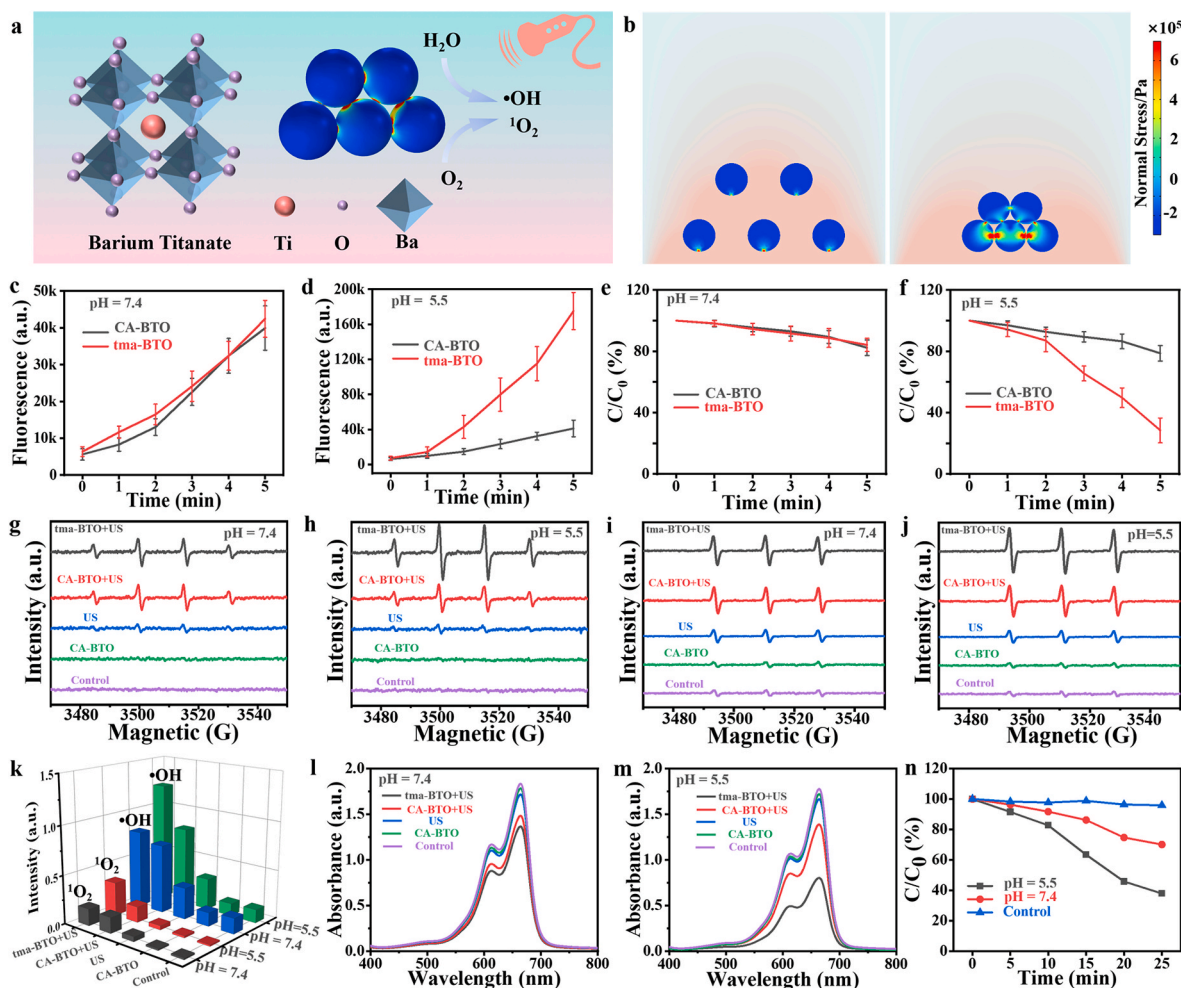 a
H₂O
•OH
¹O₂
O₂
Barium Titanate
Ti
O
Ba
b
×10⁵
6
4
2
0
-2
Normal Stress/Pa
c
pH = 7.4
CA-BTO
tma-BTO
50k
40k
30k
20k
10k
0
Fluorescence (a.u.)
0 1 2 3 4 5
Time (min)
d
pH = 5.5
CA-BTO
tma-BTO
200k
160k
120k
80k
40k
0
Fluorescence (a.u.)
0 1 2 3 4 5
Time (min)
e
pH = 7.4
CA-BTO
tma-BTO
120
80
40
0
C/C₀ (%)
0 1 2 3 4 5
Time (min)
f
pH = 5.5
CA-BTO
tma-BTO
120
80
40
0
C/C₀ (%)
0 1 2 3 4 5
Time (min)
g
tma-BTO+US
pH = 7.4
CA-BTO+US
US
CA-BTO
Control
Intensity (a.u.)
3480 3500 3520 3540
Magnetic (G)
h
tma-BTO+US
pH = 5.5
CA-BTO+US
US
CA-BTO
Control
Intensity (a.u.)
3480 3500 3520 3540
Magnetic (G)
i
tma-BTO+US
pH = 7.4
CA-BTO+US
US
CA-BTO
Control
Intensity (a.u.)
3480 3500 3520 3540
Magnetic (G)
j
tma-BTO+US
pH=5.5
CA-BTO+US
US
CA-BTO
Control
Intensity (a.u.)
3480 3500 3520 3540
Magnetic (G)
k
1.5
1.0
0.5
0.0
Intensity (a.u.)
•OH
•OH
¹O₂
¹O₂
tma-BTO+US
CA-BTO+US
US
CA-BTO
Control
pH=5.5
pH = 7.4
pH=5.5
pH = 7.4
l
pH = 7.4
tma-BTO+US
CA-BTO+US
US
CA-BTO
Control
2.0
1.5
1.0
0.5
0.0
Absorbance (a.u.)
400 500 600 700 800
Wavelength (nm)
m
pH = 5.5
tma-BTO+US
CA-BTO+US
US
CA-BTO
Control
2.0
1.5
1.0
0.5
0.0
Absorbance (a.u.)
400 500 600 700 800
Wavelength (nm)
n
120
100
80
60
40
20
0
C/C₀ (%)
pH = 5.5
pH = 7.4
Control
0 5 10 15 20 25
Time (min)